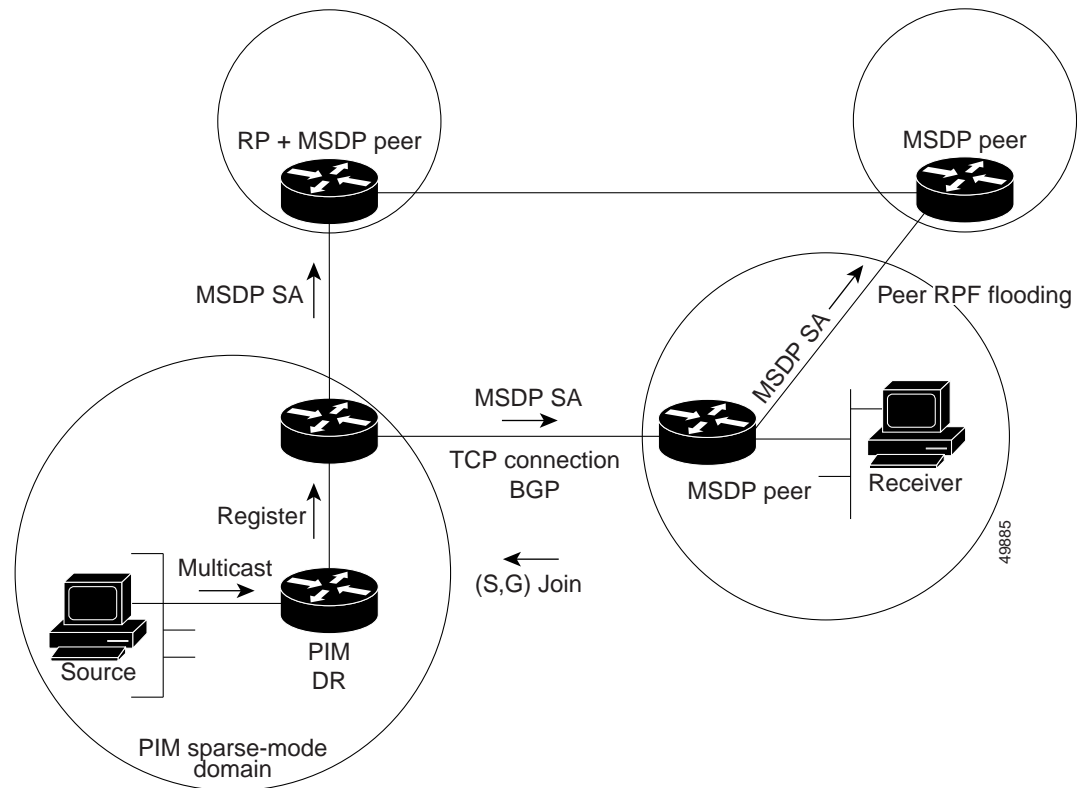 RP + MSDP peer
MSDP peer
MSDP SA
Peer RPF flooding
MSDP SA
MSDP SA
TCP connection
BGP
MSDP peer
Receiver
Register
49885
Multicast
(S,G) Join
Source
PIM
DR
PIM sparse-mode
domain